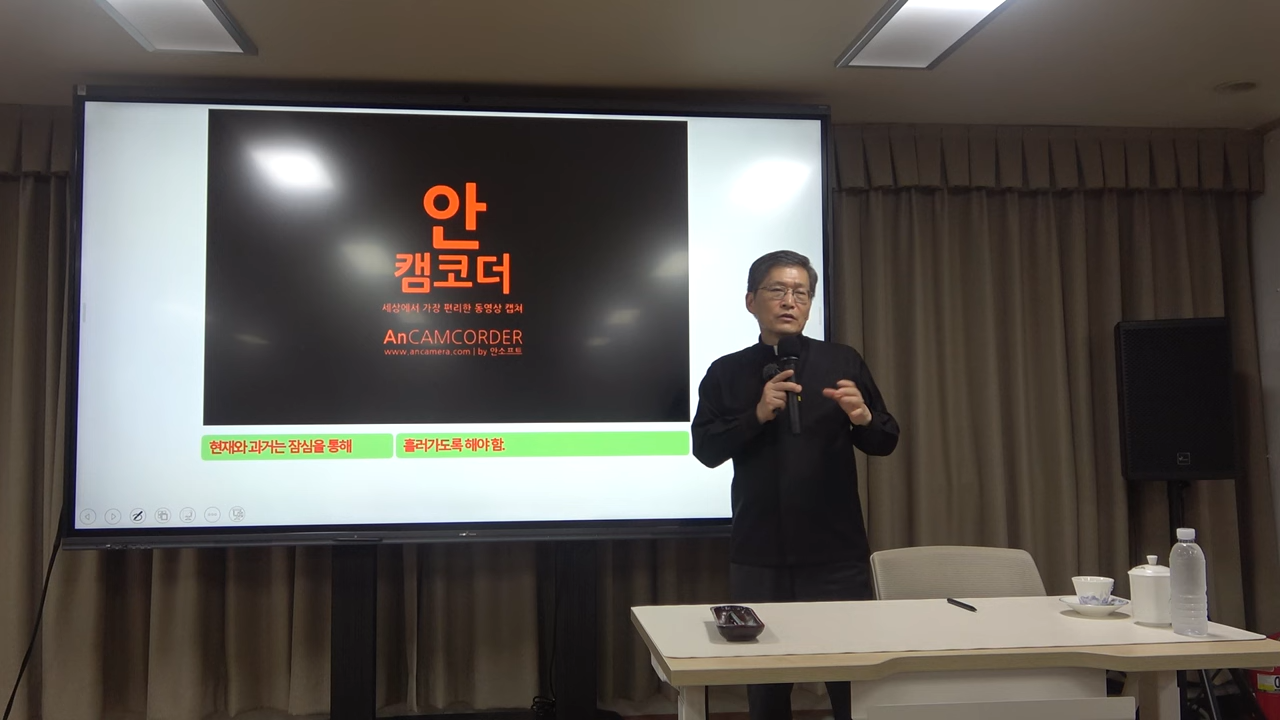 안
캠코더
세상에서 가장 편리한 동영상 캡쳐
AnCAMCORDER
www.ancamera.com | by 안소프트
현재와 과거는 잠심을 통해 흘러가도록 해야 함.